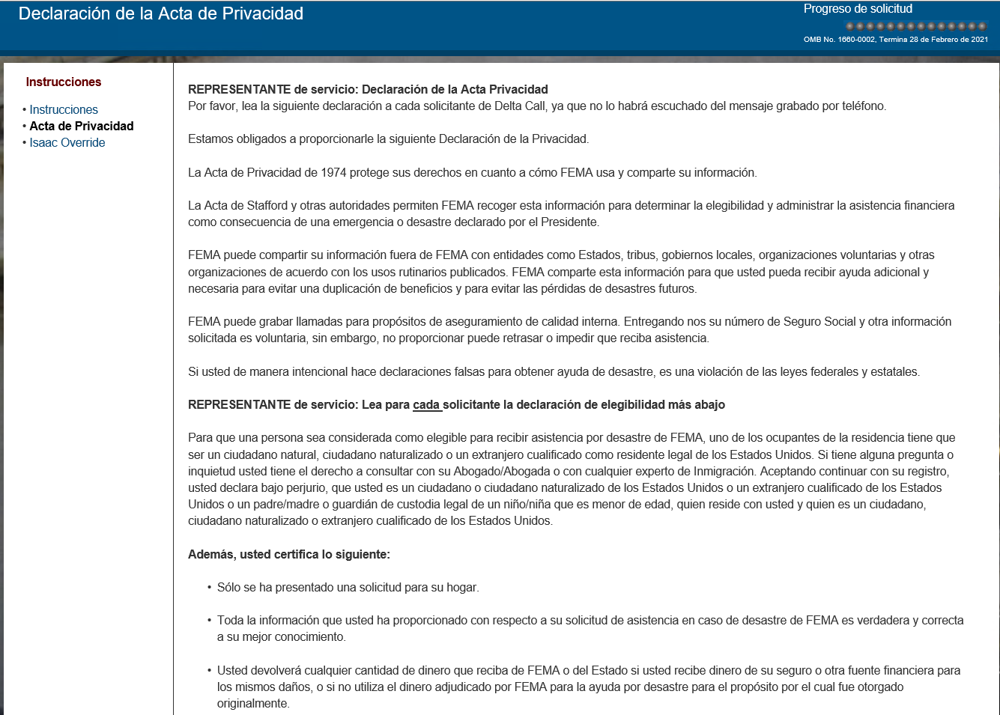 Declaración de la Acta de Privacidad
Progreso de solicitud
OMB No. 1660-0002, Termina 28 de Febrero de 2021
Instrucciones
• Instrucciones
• Acta de Privacidad
• Isaac Override
REPRESENTANTE de servicio: Declaración de la Acta Privacidad
Por favor, lea la siguiente declaración a cada solicitante de Delta Call, ya que no lo habrá escuchado del mensaje grabado por teléfono.
Estamos obligados a proporcionarle la siguiente Declaración de la Privacidad.
La Acta de Privacidad de 1974 protege sus derechos en cuanto a cómo FEMA usa y comparte su información.
La Acta de Stafford y otras autoridades permiten FEMA recoger esta información para determinar la elegibilidad y administrar la asistencia financiera
como consecuencia de una emergencia o desastre declarado por el Presidente.
FEMA puede compartir su información fuera de FEMA con entidades como Estados, tribus, gobiernos locales, organizaciones voluntarias y otras
organizaciones de acuerdo con los usos rutinarios publicados. FEMA comparte esta información para que usted pueda recibir ayuda adicional y
necesaria para evitar una duplicación de beneficios y para evitar las pérdidas de desastres futuros.
FEMA puede grabar llamadas para propósitos de aseguramiento de calidad interna. Entregando nos su número de Seguro Social y otra información
solicitada es voluntaria, sin embargo, no proporcionar puede retrasar o impedir que reciba asistencia.
Si usted de manera intencional hace declaraciones falsas para obtener ayuda de desastre, es una violación de las leyes federales y estatales.
REPRESENTANTE de servicio: Lea para cada solicitante la declaración de elegibilidad más abajo
Para que una persona sea considerada como elegible para recibir asistencia por desastre de FEMA, uno de los ocupantes de la residencia tiene que
ser un ciudadano natural, ciudadano naturalizado o un extranjero cualificado como residente legal de los Estados Unidos. Si tiene alguna pregunta o
inquietud usted tiene el derecho a consultar con su Abogado/Abogada o con cualquier experto de Inmigración. Aceptando continuar con su registro,
usted declara bajo perjurio, que usted es un ciudadano o ciudadano naturalizado de los Estados Unidos o un extranjero cualificado de los Estados
Unidos o un padre/madre o guardián de custodia legal de un niño/niña que es menor de edad, quien reside con usted y quien es un ciudadano,
ciudadano naturalizado o extranjero cualificado de los Estados Unidos.
Además, usted certifica lo siguiente:
• Sólo se ha presentado una solicitud para su hogar.
• Toda la información que usted ha proporcionado con respecto a su solicitud de asistencia en caso de desastre de FEMA es verdadera y correcta
a su mejor conocimiento.
• Usted devolverá cualquier cantidad de dinero que reciba de FEMA o del Estado si usted recibe dinero de su seguro o otra fuente financiera para
los mismos daños, o si no utiliza el dinero adjudicado por FEMA para la ayuda por desastre para el propósito por el cual fue otorgado
originalmente.